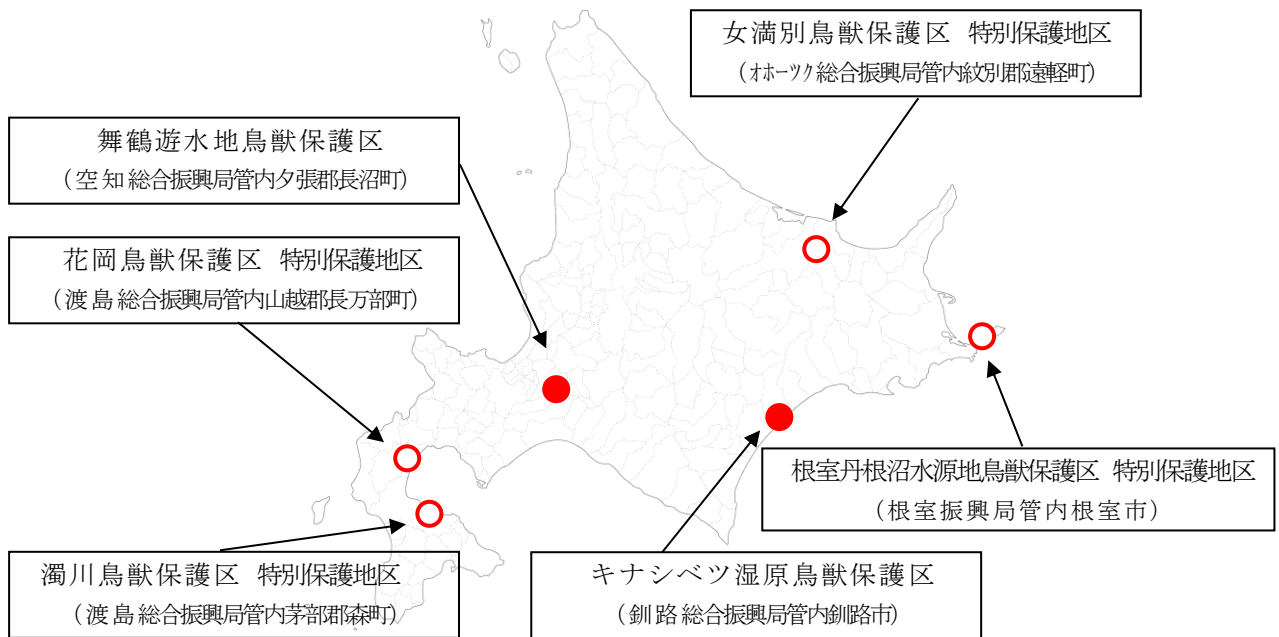 女満別鳥獣保護区 特別保護地区
(オホーツク総合振興局管内紋別郡遠軽町)
舞鶴遊水地鳥獣保護区
(空知総合振興局管内夕張郡長沼町)
花岡鳥獣保護区 特別保護地区
(渡島総合振興局管内山越郡長万部町)
根室丹根沼水源地鳥獣保護区 特別保護地区
(根室振興局管内根室市)
濁川鳥獣保護区 特別保護地区
(渡島総合振興局管内茅部郡森町)
キナシベツ湿原鳥獣保護区
(釧路総合振興局管内釧路市)